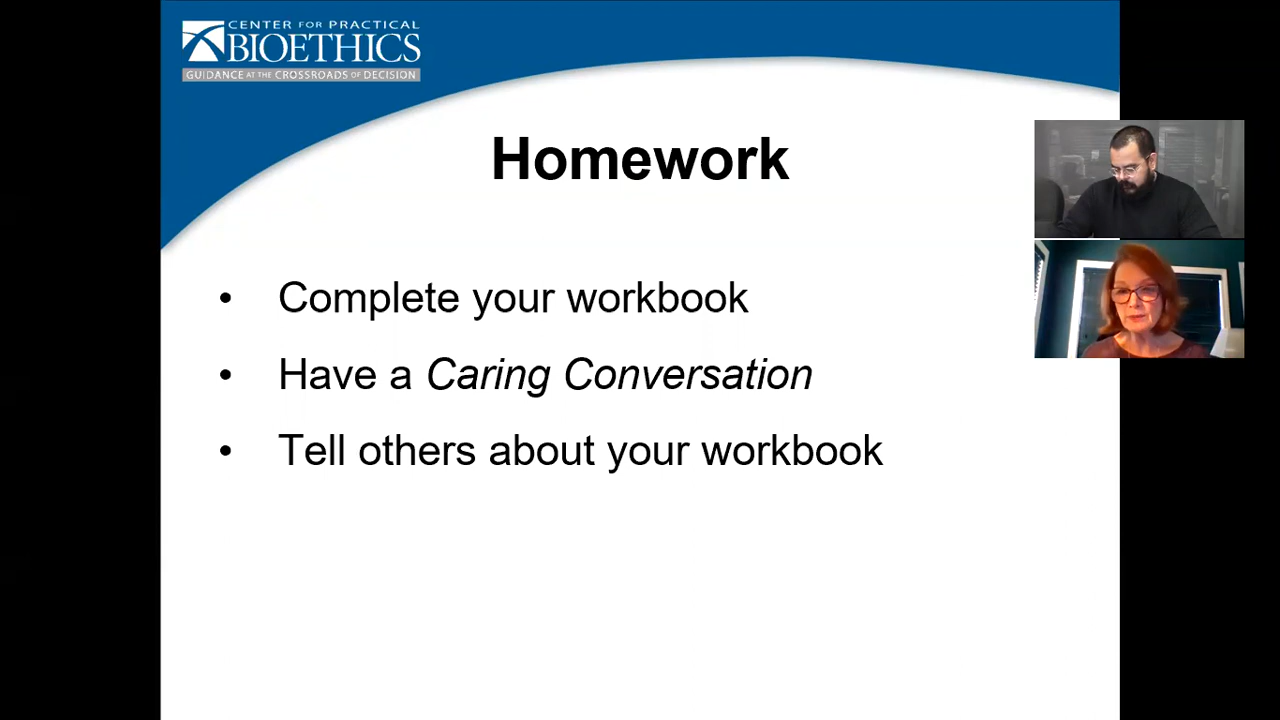 CENTER FOR PRACTICAL
BIOETHICS
GUIDANCE AT THE CROSSROADS OF DECISION
Homework
• Complete your workbook
• Have a Caring Conversation
• Tell others about your workbook